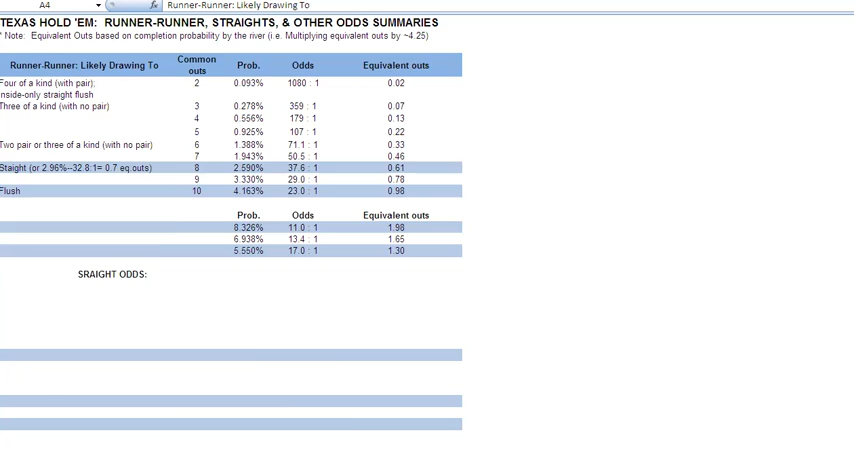 A4 fx Runner-Runner: Likely Drawing To
TEXAS HOLD 'EM: RUNNER-RUNNER, STRAIGHTS, & OTHER ODDS SUMMARIES
* Note: Equivalent Outs based on completion probability by the river (i.e. Multiplying equivalent outs by ~4.25)
Runner-Runner: Likely Drawing To Common outs Prob. Odds Equivalent outs
Four of a kind (with pair); 2 0.093% 1080 : 1 0.02
inside-only straight flush
Three of a kind (with no pair) 3 0.278% 359 : 1 0.07
4 0.556% 179 : 1 0.13
5 0.925% 107 : 1 0.22
Two pair or three of a kind (with no pair) 6 1.388% 71.1 : 1 0.33
7 1.943% 50.5 : 1 0.46
Staight (or 2.96%--32.8:1= 0.7 eq.outs) 8 2.590% 37.6 : 1 0.61
9 3.330% 29.0 : 1 0.78
Flush 10 4.163% 23.0 : 1 0.98
Prob. Odds Equivalent outs
8.326% 11.0 : 1 1.98
6.938% 13.4 : 1 1.65
5.550% 17.0 : 1 1.30
SRAIGHT ODDS: